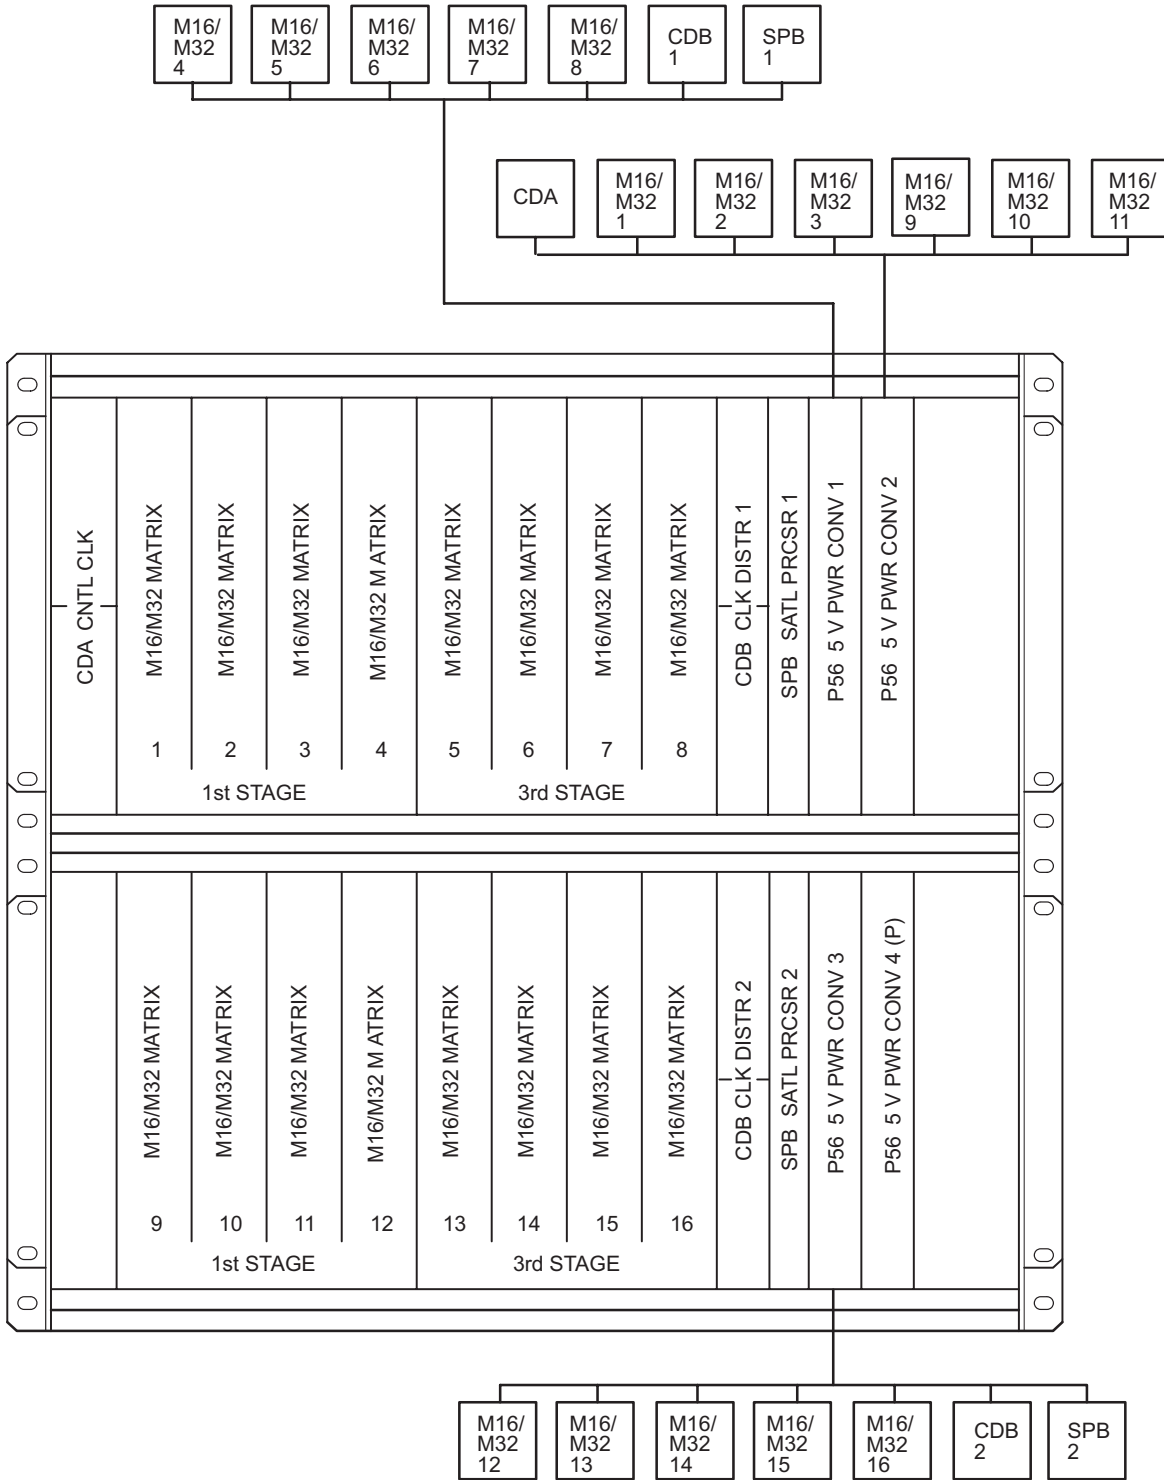 M16/
M32
4
M16/
M32
5
M16/
M32
6
M16/
M32
7
M16/
M32
8
CDB
1
SPB
1
CDA
M16/
M32
1
M16/
M32
2
M16/
M32
3
M16/
M32
9
M16/
M32
10
M16/
M32
11
CDA CNTL CLK
M16/M32 MATRIX
1
M16/M32 MATRIX
2
M16/M32 MATRIX
3
M16/M32 M ATRIX
4
1st STAGE
M16/M32 MATRIX
5
M16/M32 MATRIX
6
M16/M32 MATRIX
7
M16/M32 MATRIX
8
3rd STAGE
CDB CLK DISTR 1
SPB SATL PRCSR 1
P56 5 V PWR CONV 1
P56 5 V PWR CONV 2
M16/M32 MATRIX
9
M16/M32 MATRIX
10
M16/M32 MATRIX
11
M16/M32 M ATRIX
12
1st STAGE
M16/M32 MATRIX
13
M16/M32 MATRIX
14
M16/M32 MATRIX
15
M16/M32 MATRIX
16
3rd STAGE
CDB CLK DISTR 2
SPB SATL PRCSR 2
P56 5 V PWR CONV 3
P56 5 V PWR CONV 4 (P)
M16/
M32
12
M16/
M32
13
M16/
M32
14
M16/
M32
15
M16/
M32
16
CDB
2
SPB
2